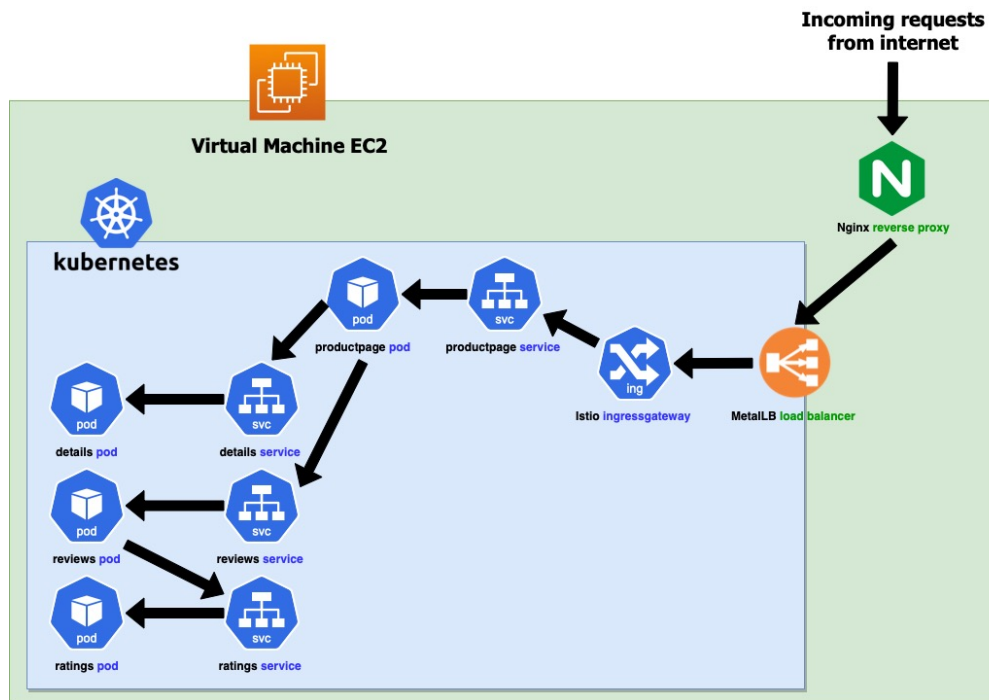 Incoming requests
from internet
Virtual Machine EC2
N
Nginx reverse proxy
kubernetes
pod
svc
productpage pod
productpage service
ing
Istio ingressgateway
MetalLB load balancer
pod
svc
details pod
details service
pod
svc
reviews pod
reviews service
pod
svc
ratings pod
ratings service